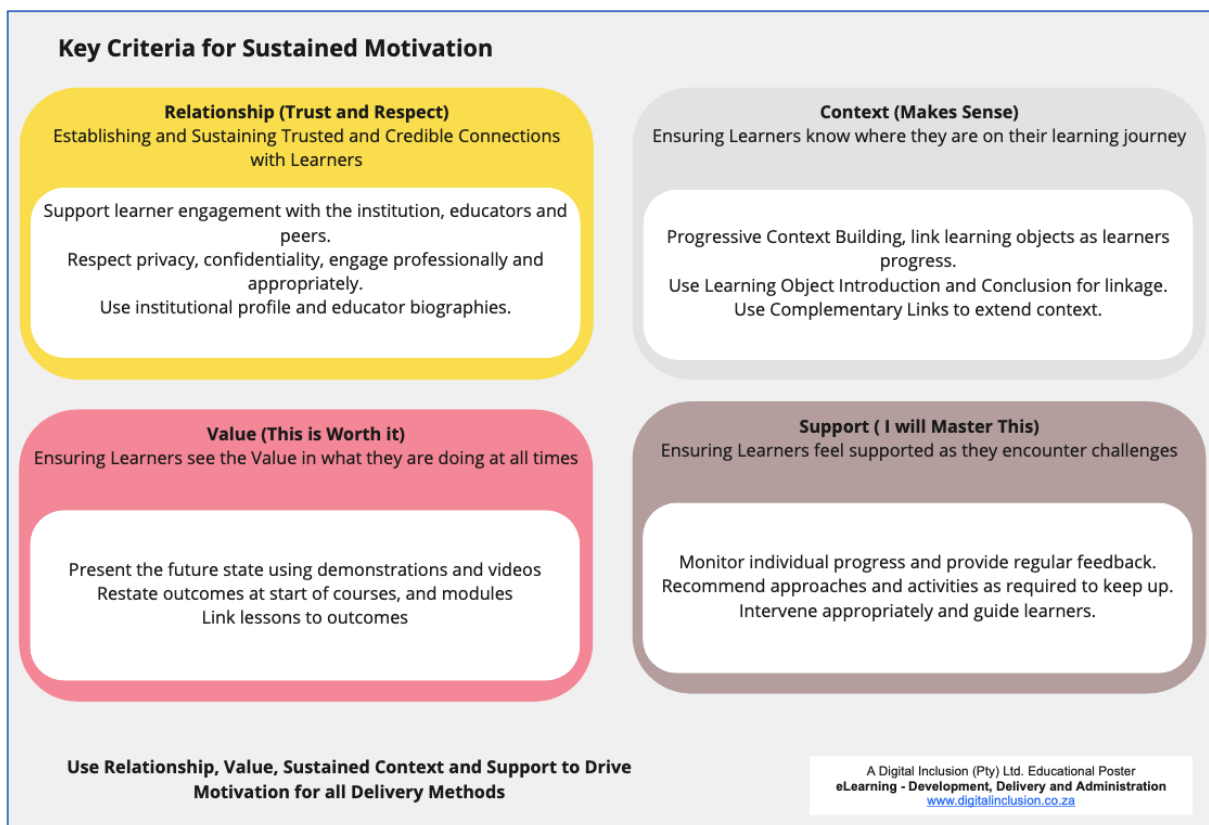 Key Criteria for Sustained Motivation
Relationship (Trust and Respect)
Establishing and Sustaining Trusted and Credible Connections
with Learners
Support learner engagement with the institution, educators and
peers.
Respect privacy, confidentiality, engage professionally and
appropriately.
Use institutional profile and educator biographies.
Context (Makes Sense)
Ensuring Learners know where they are on their learning journey
Progressive Context Building, link learning objects as learners
progress.
Use Learning Object Introduction and Conclusion for linkage.
Use Complementary Links to extend context.
Value (This is Worth it)
Ensuring Learners see the Value in what they are doing at all times
Present the future state using demonstrations and videos
Restate outcomes at start of courses, and modules
Link lessons to outcomes
Support ( I will Master This)
Ensuring Learners feel supported as they encounter challenges
Monitor individual progress and provide regular feedback.
Recommend approaches and activities as required to keep up.
Intervene appropriately and guide learners.
Use Relationship, Value, Sustained Context and Support to Drive
Motivation for all Delivery Methods
A Digital Inclusion (Pty) Ltd. Educational Poster
eLearning - Development, Delivery and Administration
www.digitalinclusion.co.za